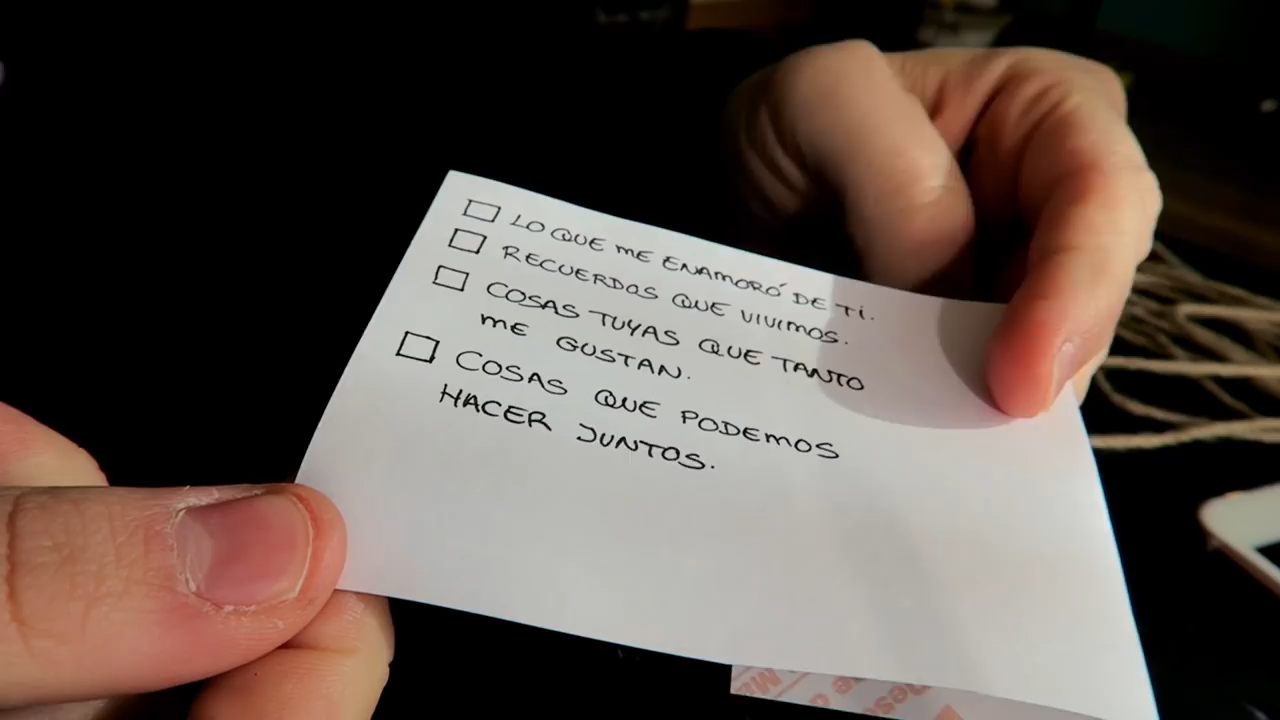 LO QUE ME ENAMORÓ DE TI.
RECUERDOS QUE VIVIMOS.
COSAS TUYAS QUE TANTO
ME GUSTAN.
COSAS QUE PODEMOS
HACER JUNTOS.